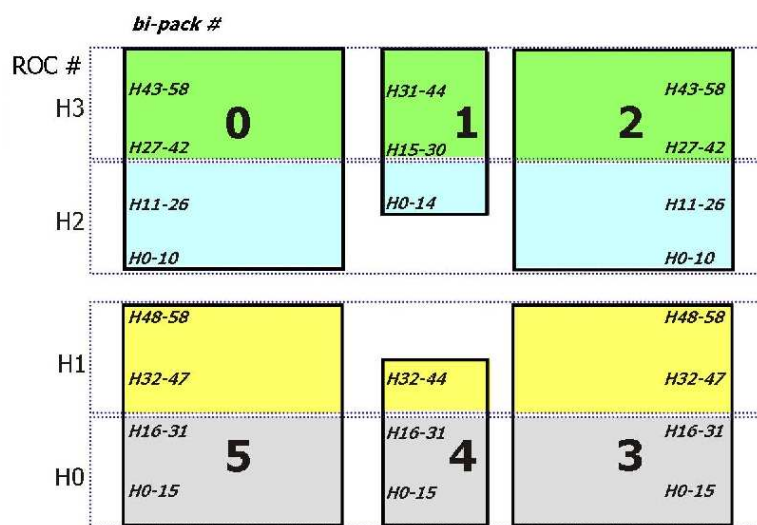 bi-pack #
ROC #
H3
H43-58
H31-44
H43-58
0
1
2
H27-42
H15-30
H27-42
H2
H11-26
H0-14
H11-26
H0-10
H0-10
H48-58
H48-58
H1
H32-47
H32-44
H32-47
H16-31
H16-31
H16-31
5
4
3
H0
H0-15
H0-15
H0-15